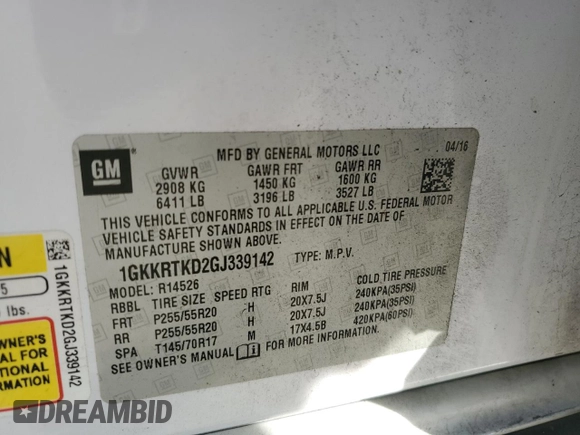 GM
MFD BY GENERAL MOTORS LLC
04/16
GVWR GAWR FRT GAWR RR
2908 KG 1450 KG 1600 KG
6411 LB 3196 LB 3527 LB
THIS VEHICLE CONFORMS TO ALL APPLICABLE U.S. FEDERAL MOTOR
VEHICLE SAFETY STANDARDS IN EFFECT ON THE DATE OF
MANUFACTURE SHOWN ABOVE.
1GKKRTKD2GJ339142 TYPE: M.P.V.
MODEL: R14526
RBBL TIRE SIZE SPEED RTG RIM COLD TIRE PRESSURE
FRT P255/55R20 H 20X7.5J 240KPA(35PSI)
RR P255/55R20 H 20X7.5J 240KPA(35PSI)
SPA T145/70R17 M 17X4.5B 420KPA(60PSI)
SEE OWNER'S MANUAL i FOR MORE INFORMATION.
N
5
lbs.
OWNER'S
AL FOR
TIONAL
RMATION
1GKKRTKD2GJ339142
DREAMBID